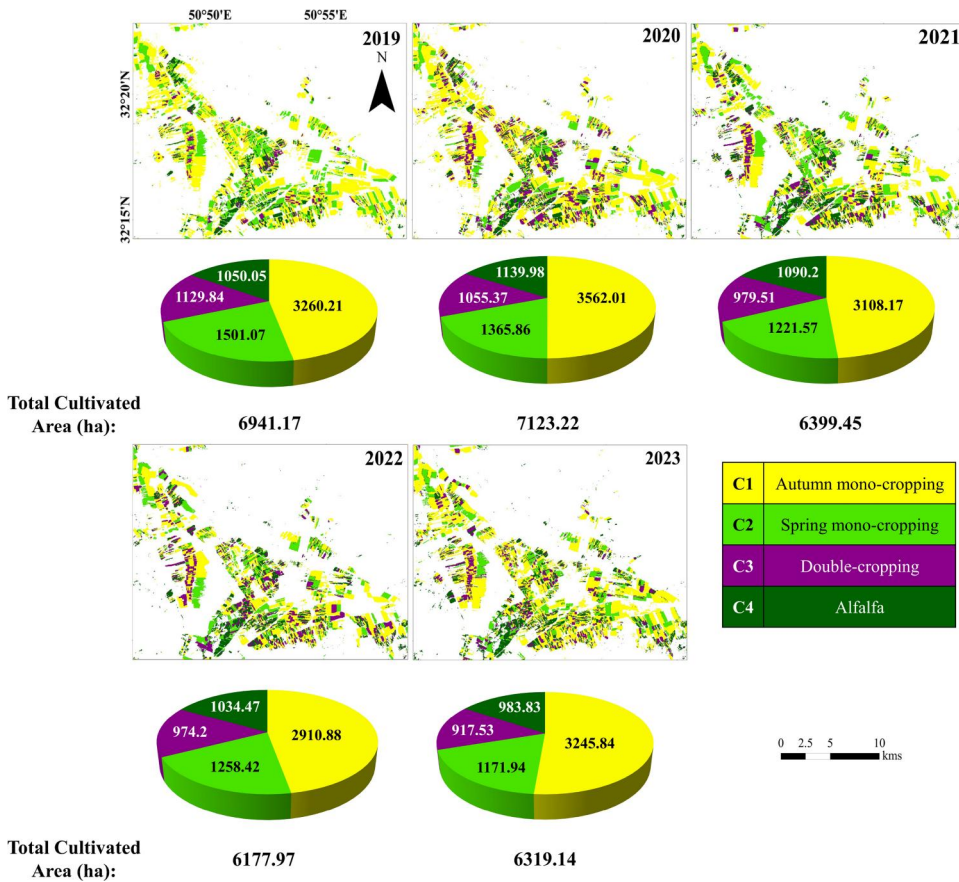 50°50'E 50°55'E
2019
N
2020
2021
32°20'N
32°15'N
1050.05
3260.21
1129.84
1501.07
1139.98
3562.01
1055.37
1365.86
1090.2
3108.17
979.51
1221.57
Total Cultivated
Area (ha):
6941.17 7123.22 6399.45
2022
2023
C1 Autumn mono-cropping
C2 Spring mono-cropping
C3 Double-cropping
C4 Alfalfa
1034.47
2910.88
974.2
1258.42
983.83
3245.84
917.53
1171.94
0 2.5 5 10
kms
Total Cultivated
Area (ha):
6177.97 6319.14